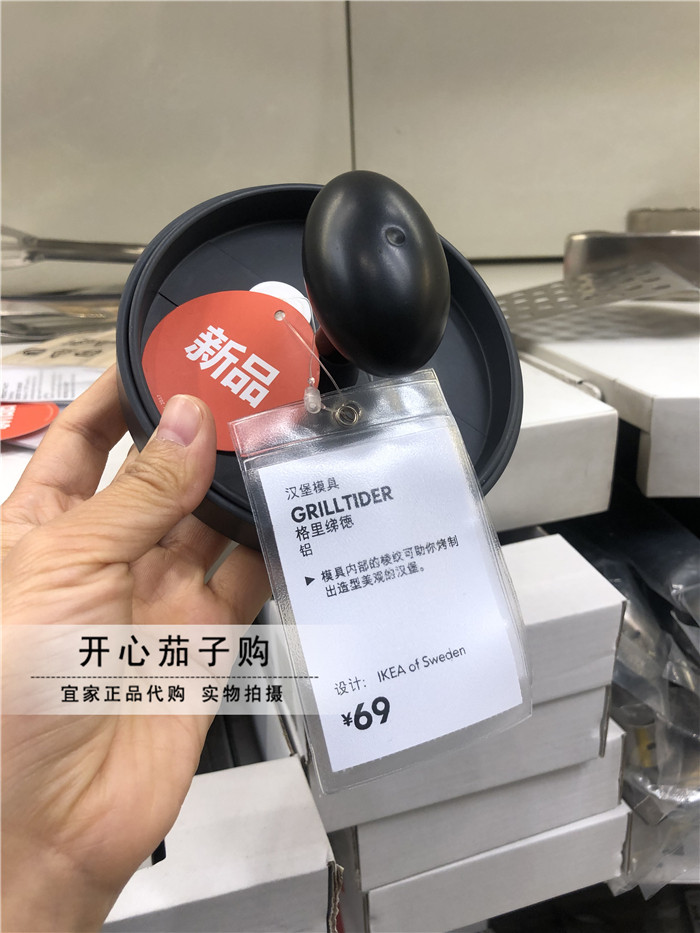 新品
汉堡模具
GRILLTIDER
格里绨德
铝
▶ 模具内部的棱纹可助你烤制
出造型美观的汉堡。
设计: IKEA of Sweden
¥69
开心茄子购
宜家正品代购 实物拍摄